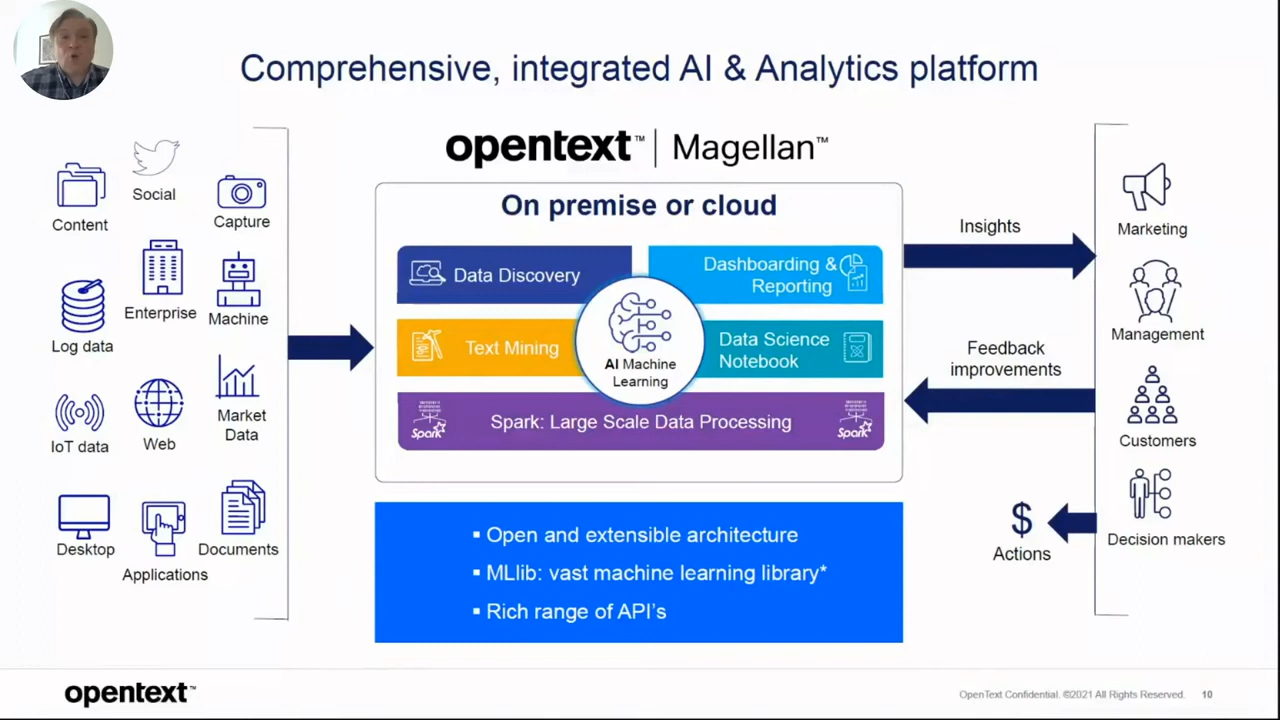 Comprehensive, integrated AI & Analytics platform
opentext™ | Magellan™
Social
Content
Capture
Enterprise
Machine
Log data
Market
Data
Web
IoT data
Desktop
Documents
Applications
On premise or cloud
Data Discovery
Dashboarding &
Reporting
Text Mining
Data Science
Notebook
AI Machine
Learning
Spark
Spark: Large Scale Data Processing
Spark
▪ Open and extensible architecture
▪ MLlib: vast machine learning library*
▪ Rich range of API's
Insights
Feedback
improvements
$
Actions
Marketing
Management
Customers
Decision makers
opentext™
OpenText Confidential. ©2021 All Rights Reserved. 10